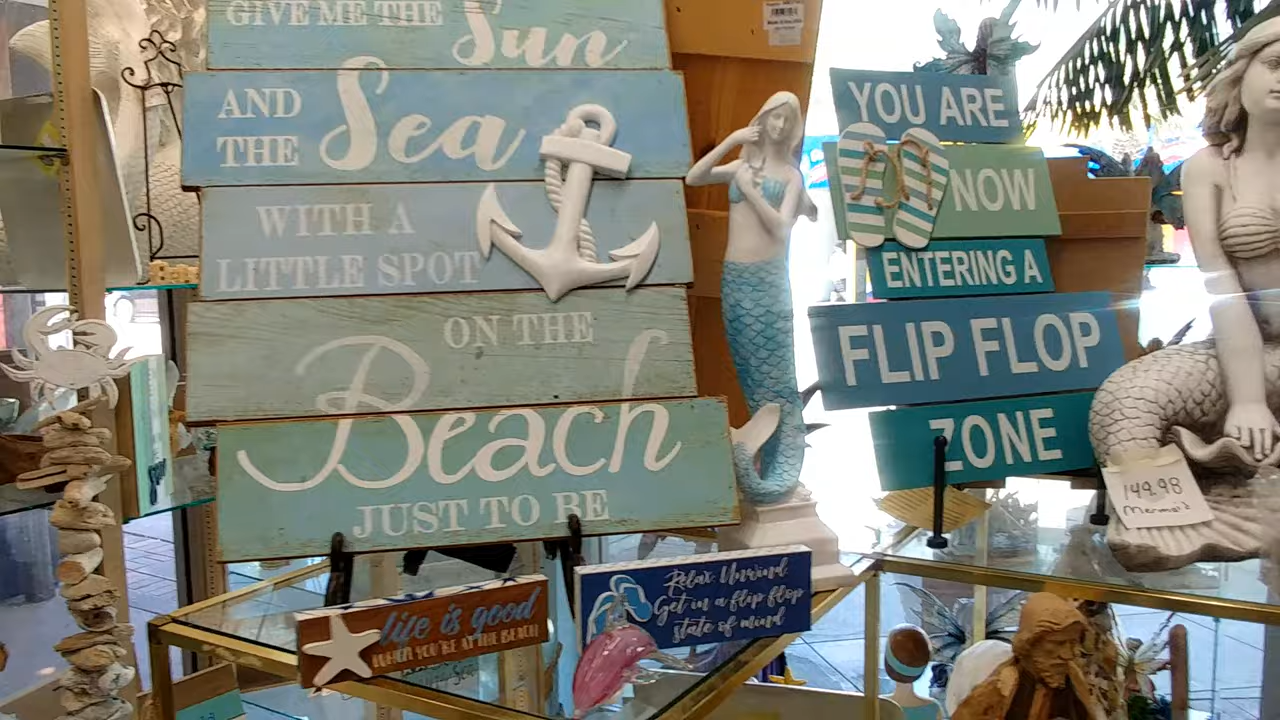 GIVE ME THE Sun
AND THE Sea
WITH A
LITTLE SPOT
ON THE
Beach
JUST TO BE
YOU ARE
NOW
ENTERING A
FLIP FLOP
ZONE
149.98
life is good
WHEN YOU'RE AT THE BEACH
Relax Unwind
Get in a flip flop
state of mind